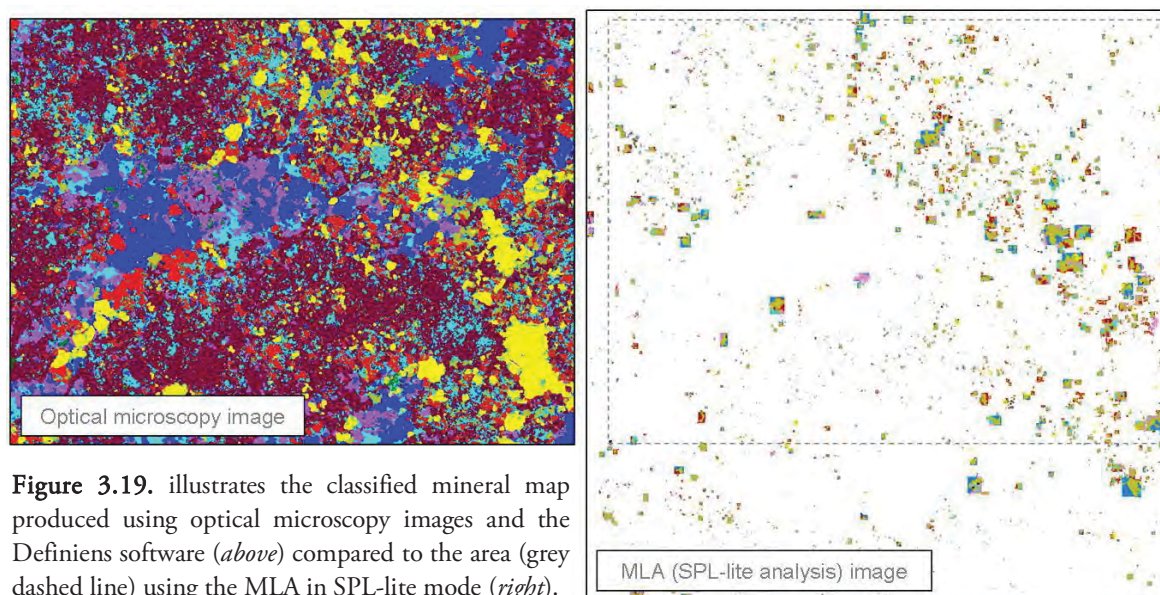 Optical microscopy image
Figure 3.19. illustrates the classified mineral map
produced using optical microscopy images and the
Definiens software (above) compared to the area (grey
dashed line) using the MLA in SPL-lite mode (right).
MLA (SPL-lite analysis) image